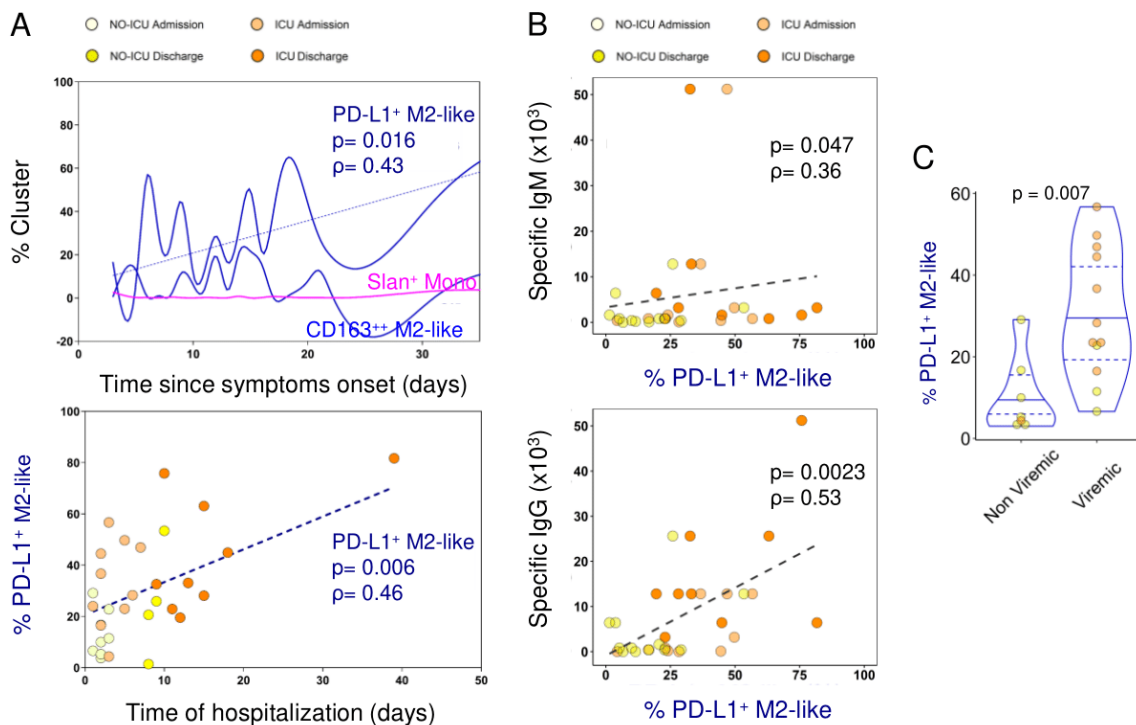 A
NO-ICU Admission
ICU Admission
NO-ICU Discharge
ICU Discharge
100
80
60
40
20
0
-20
% Cluster
PD-L1⁺ M2-like
p= 0.016
ρ= 0.43
Slan⁺ Mono
CD163⁺⁺ M2-like
0
10
20
30
Time since symptoms onset (days)
100
80
60
40
20
0
% PD-L1⁺ M2-like
PD-L1⁺ M2-like
p= 0.006
ρ= 0.46
0
10
20
30
40
50
Time of hospitalization (days)
B
NO-ICU Admission
ICU Admission
NO-ICU Discharge
ICU Discharge
50
40
30
20
10
0
Specific IgM (x10³)
p= 0.047
ρ= 0.36
0
25
50
75
100
% PD-L1⁺ M2-like
50
40
30
20
10
0
Specific IgG (x10³)
p= 0.0023
ρ= 0.53
0
25
50
75
100
% PD-L1⁺ M2-like
C
p = 0.007
60
40
20
0
% PD-L1⁺ M2-like
Non Viremic
Viremic